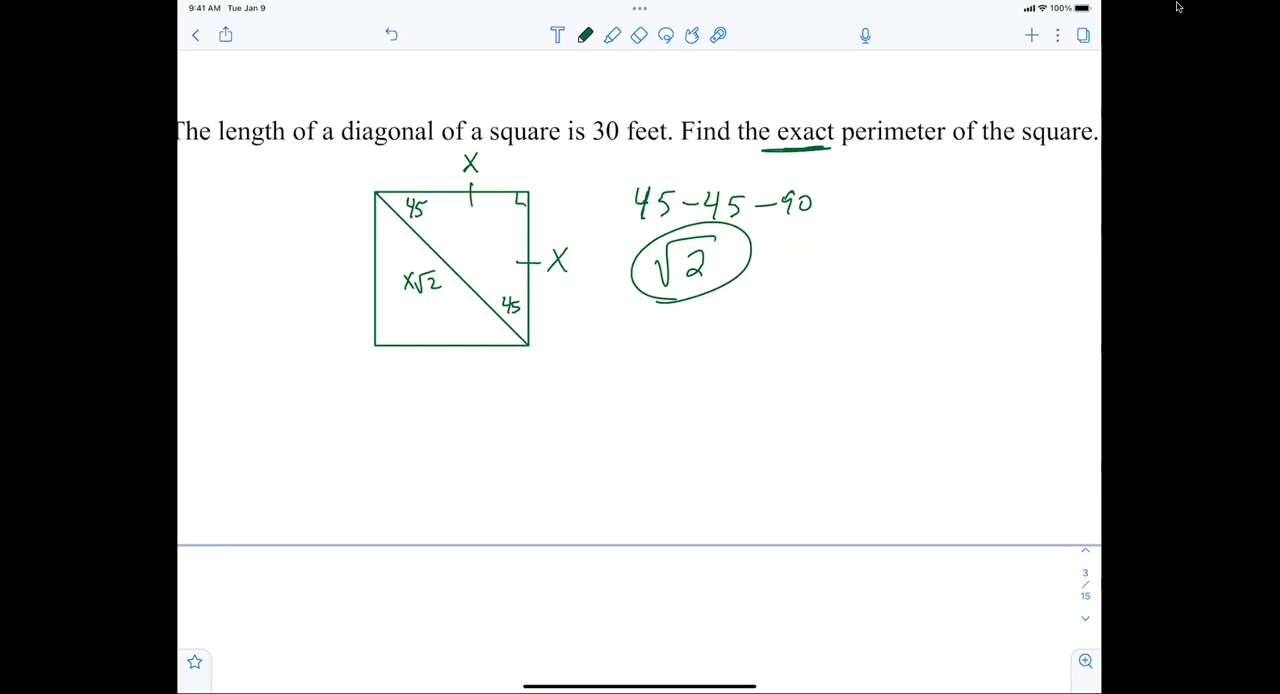 9:41 AM Tue Jan 9
100%
T
The length of a diagonal of a square is 30 feet. Find the exact perimeter of the square.
X
45
45-45-90
√2
X
x√2
45
3
/
15